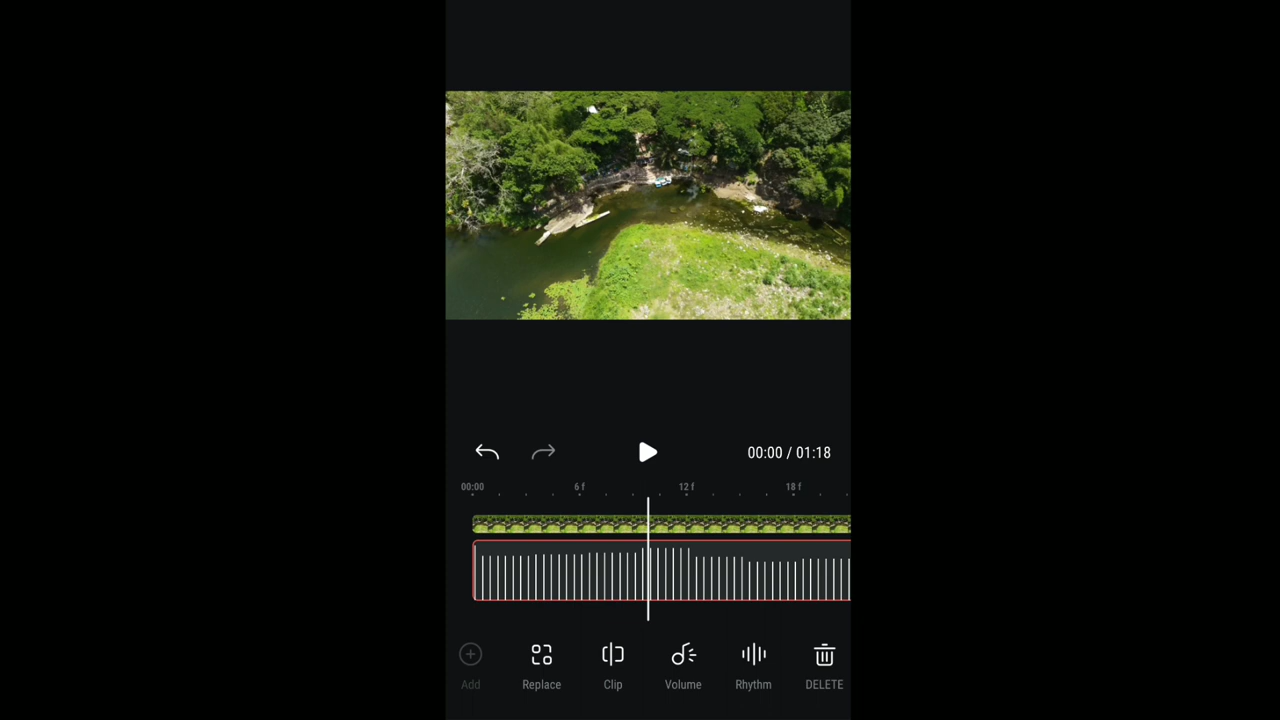 00:00 / 01:18
00:00 6 f 12 f 18 f
Add Replace Clip Volume Rhythm DELETE